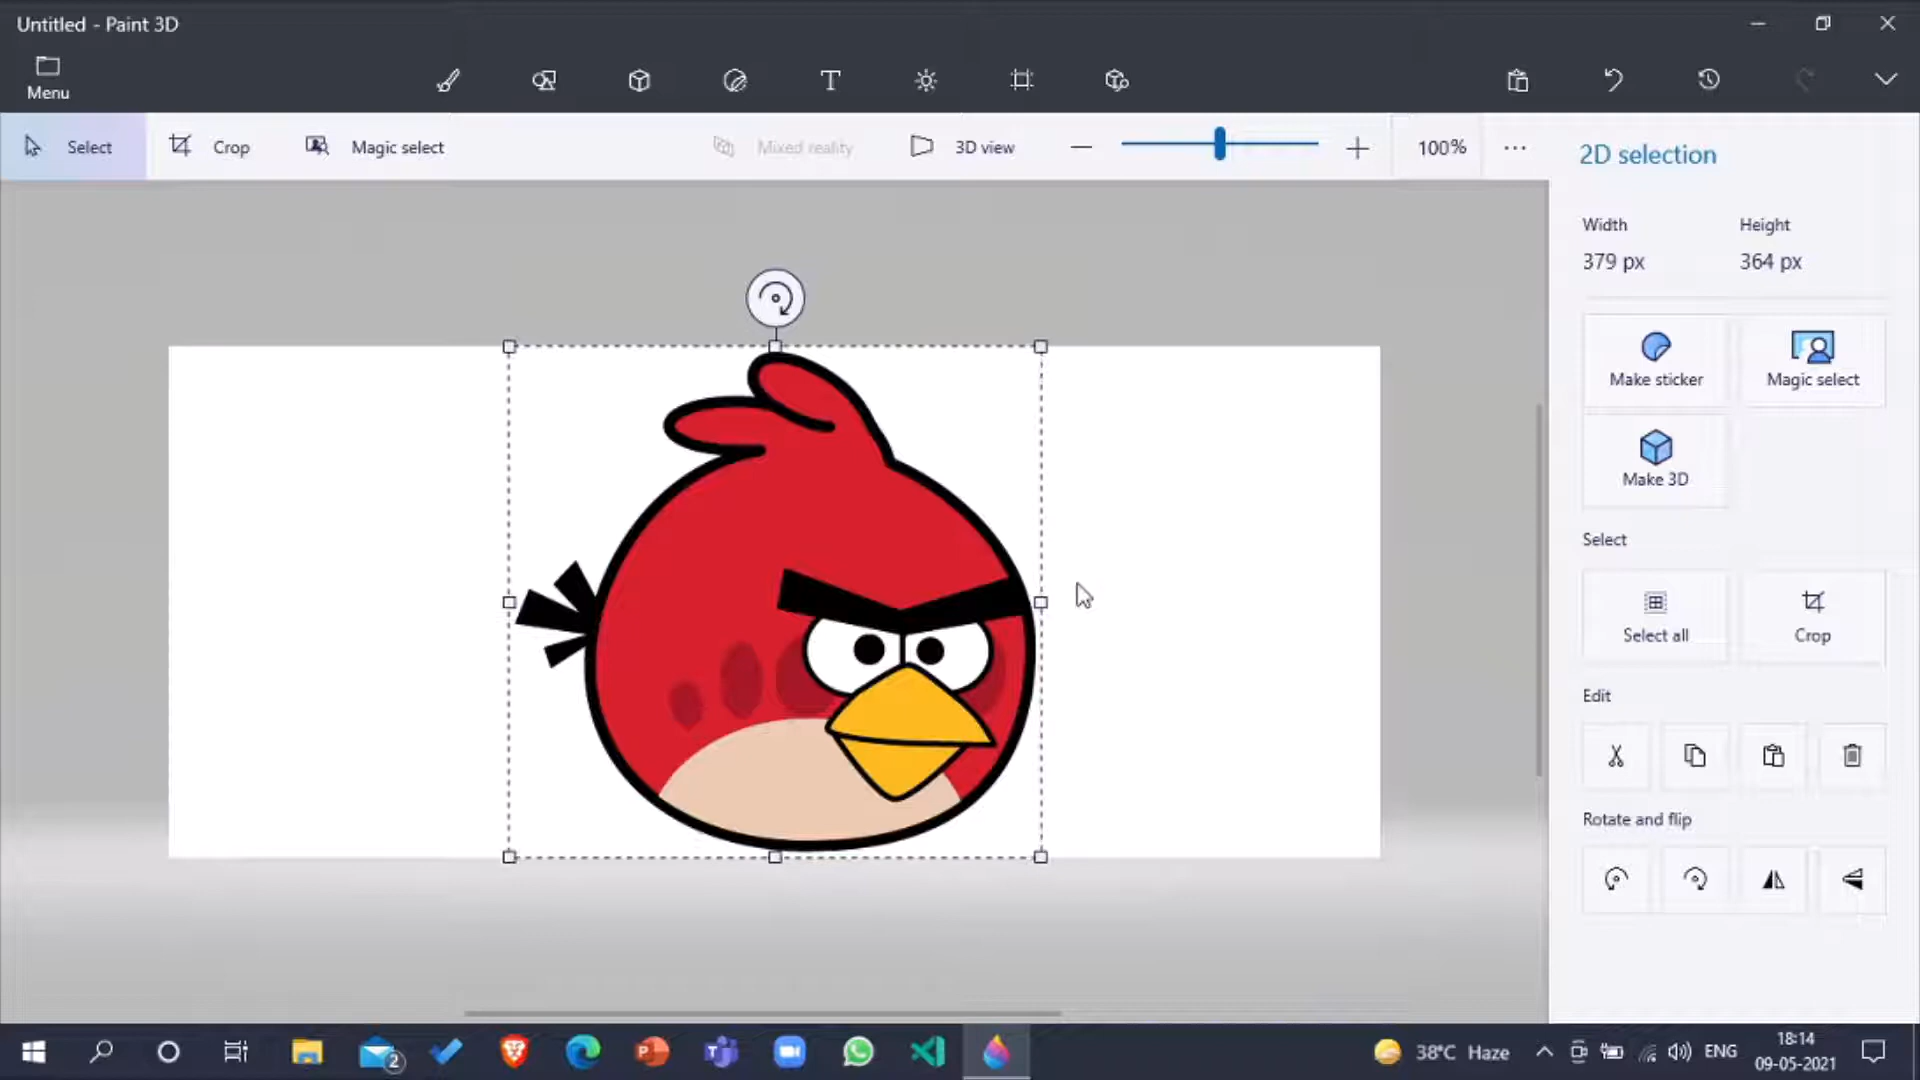 Untitled - Paint 3D
Menu
Select
Crop
Magic select
Mixed reality
3D view
100%
2D selection
Width
Height
379 px
364 px
Make sticker
Magic select
Make 3D
Select
Select all
Crop
Edit
Rotate and flip
2
38°C Haze
ENG
18:14
09-05-2021